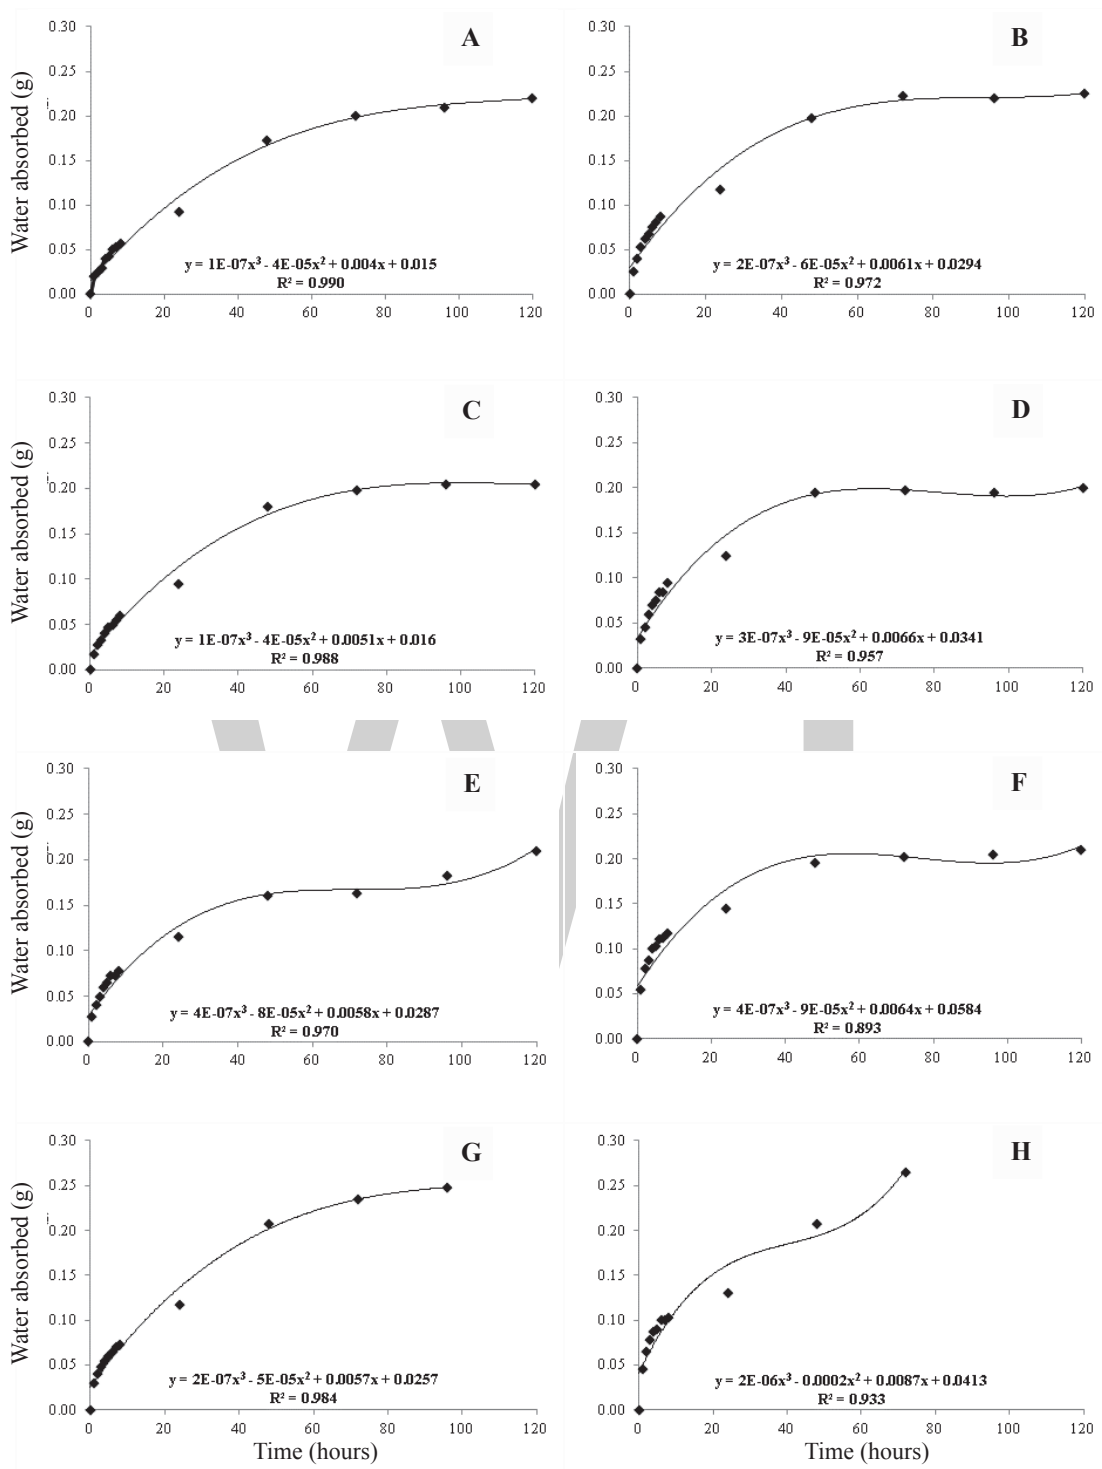 A
Water absorbed (g)
0.30
0.25
0.20
0.15
0.10
0.05
0.00
y = 1E-07x³ - 4E-05x² + 0.004x + 0.015
R² = 0.990
0 20 40 60 80 100 120
B
0.30
0.25
0.20
0.15
0.10
0.05
0.00
y = 2E-07x³ - 6E-05x² + 0.0061x + 0.0294
R² = 0.972
0 20 40 60 80 100 120
C
Water absorbed (g)
0.30
0.25
0.20
0.15
0.10
0.05
0.00
y = 1E-07x³ - 4E-05x² + 0.0051x + 0.016
R² = 0.988
0 20 40 60 80 100 120
D
0.30
0.25
0.20
0.15
0.10
0.05
0.00
y = 3E-07x³ - 9E-05x² + 0.0066x + 0.0341
R² = 0.957
0 20 40 60 80 100 120
E
Water absorbed (g)
0.30
0.25
0.20
0.15
0.10
0.05
0.00
y = 4E-07x³ - 8E-05x² + 0.0058x + 0.0287
R² = 0.970
0 20 40 60 80 100 120
F
0.30
0.25
0.20
0.15
0.10
0.05
0.00
y = 4E-07x³ - 9E-05x² + 0.0064x + 0.0584
R² = 0.893
0 20 40 60 80 100 120
G
Water absorbed (g)
0.30
0.25
0.20
0.15
0.10
0.05
0.00
y = 2E-07x³ - 5E-05x² + 0.0057x + 0.0257
R² = 0.984
0 20 40 60 80 100 120
Time (hours)
H
0.30
0.25
0.20
0.15
0.10
0.05
0.00
y = 2E-06x³ - 0.0002x² + 0.0087x + 0.0413
R² = 0.933
0 20 40 60 80 100 120
Time (hours)